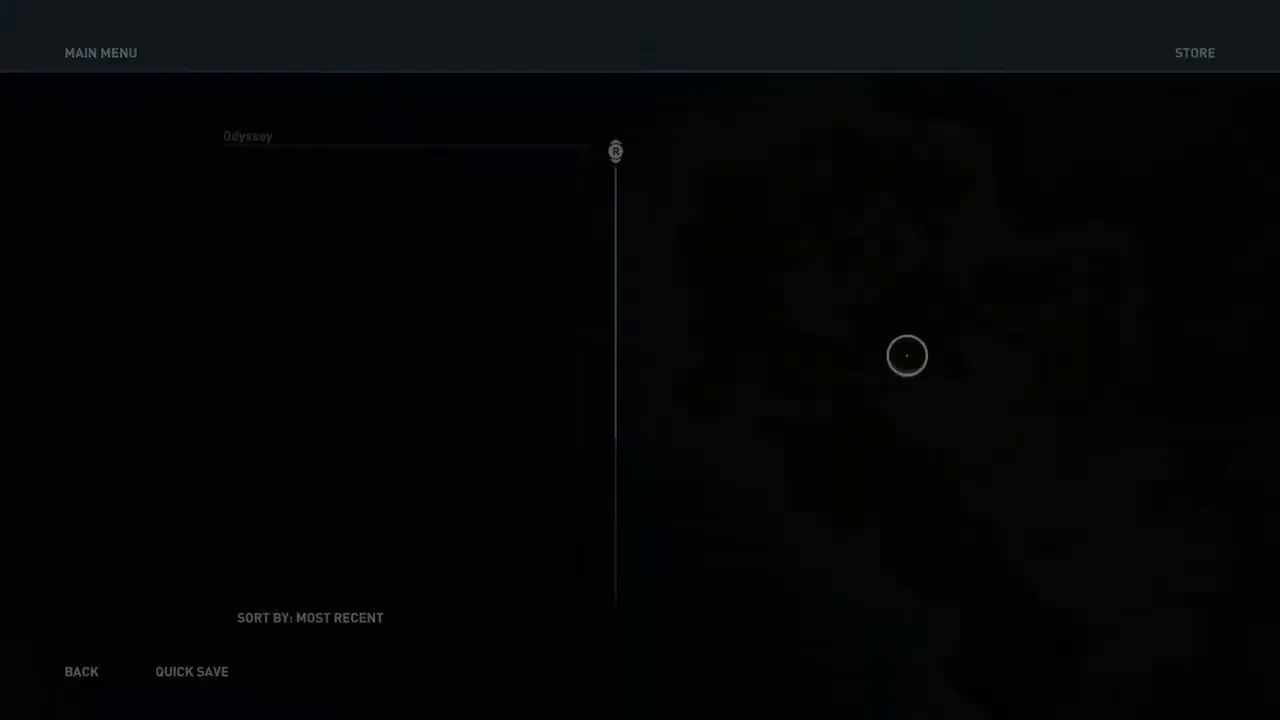 MAIN MENU
STORE
Odyssey
R
SORT BY: MOST RECENT
BACK
QUICK SAVE